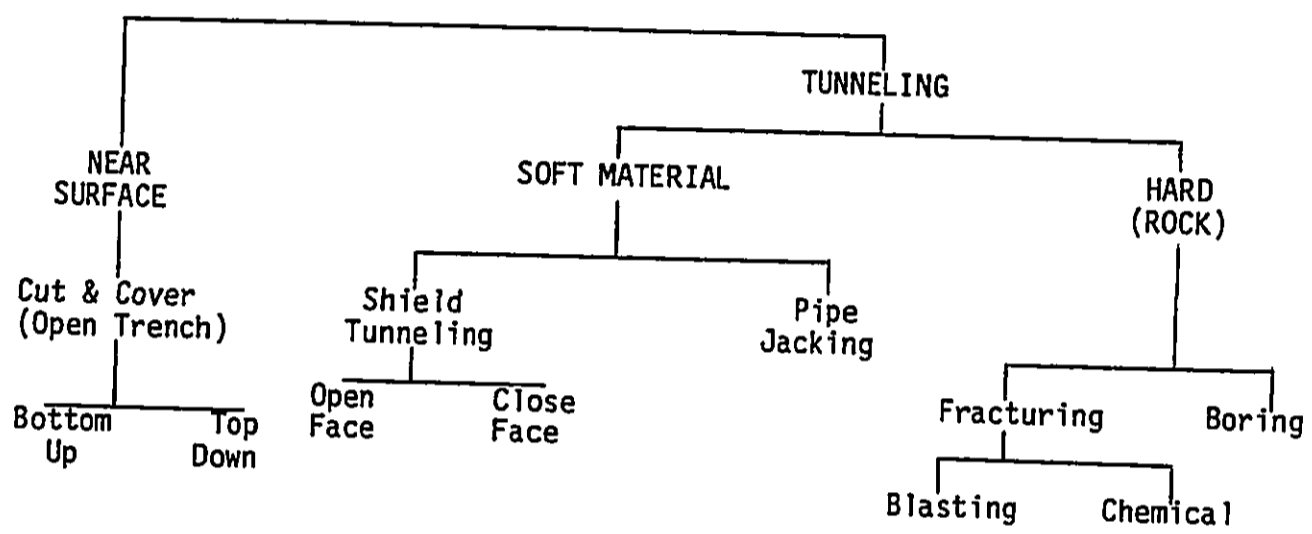 TUNNELING
NEAR
SURFACE
SOFT MATERIAL
HARD
(ROCK)
Cut & Cover
(Open Trench)
Shield
Tunneling
Pipe
Jacking
Bottom
Up
Top
Down
Open
Face
Close
Face
Fracturing
Boring
Blasting
Chemical